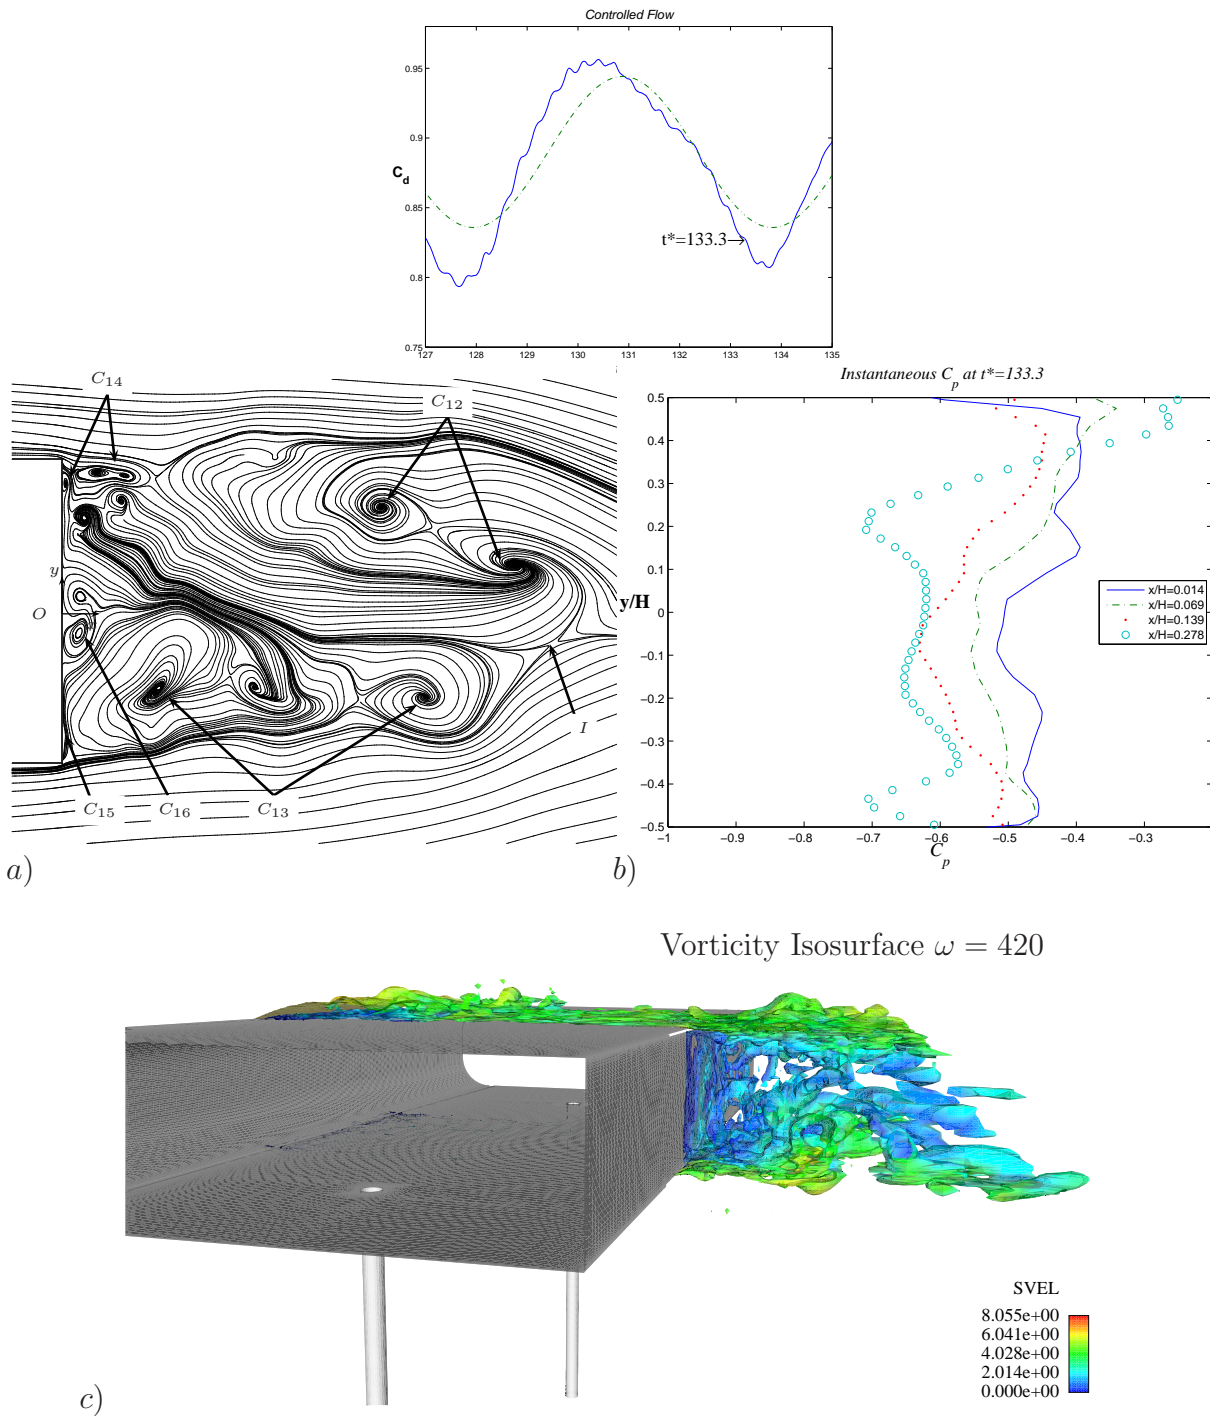 Controlled Flow
0.95
0.9
C_d
0.85
t*=133.3
0.8
0.75
127 128 129 130 131 132 133 134 135
C_14
C_12
y
O
I
C_15 C_16 C_13
a)
Instantaneous C_p at t*=133.3
0.5
0.4
0.3
0.2
0.1
y/H
0
−0.1
−0.2
−0.3
−0.4
−0.5
x/H=0.014
x/H=0.069
x/H=0.139
x/H=0.278
−1 −0.9 −0.8 −0.7 −0.6 −0.5 −0.4 −0.3
C_p
b)
Vorticity Isosurface ω = 420
SVEL
8.055e+00
6.041e+00
4.028e+00
2.014e+00
0.000e+00
c)